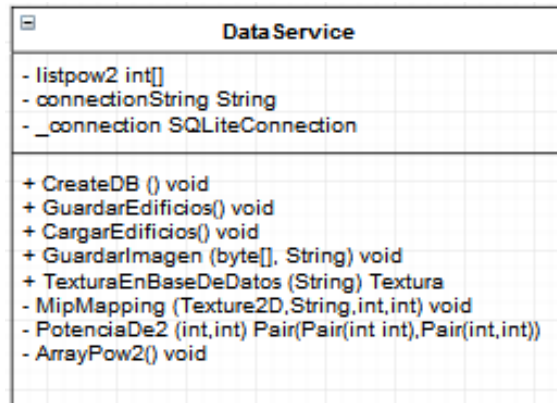 DataService
- listpow2 int[]
- connectionString String
- _connection SQLiteConnection
+ CreateDB () void
+ GuardarEdificios() void
+ CargarEdificios() void
+ GuardarImagen (byte[], String) void
+ TexturaEnBaseDeDatos (String) Textura
- MipMapping (Texture2D,String,int,int) void
- PotenciaDe2 (int,int) Pair(Pair(int int),Pair(int,int))
- ArrayPow2() void